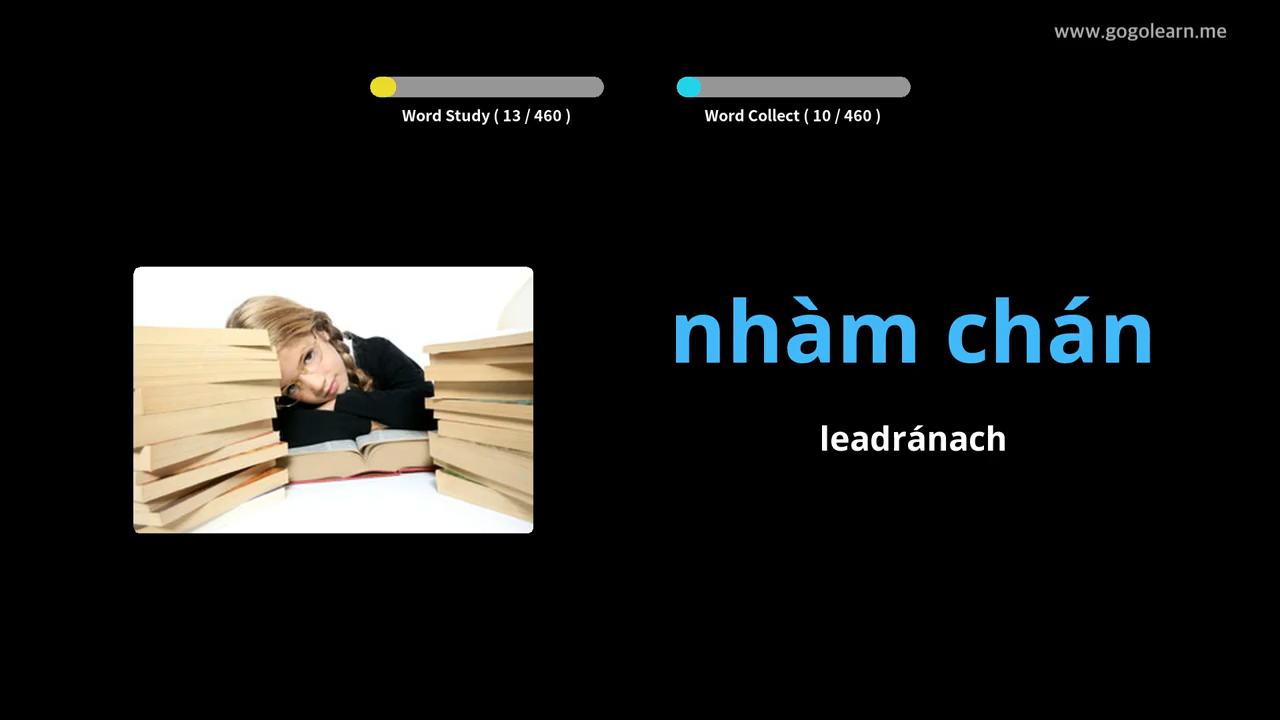 www.gogolearn.me
Word Study ( 13 / 460 )
Word Collect ( 10 / 460 )
nhàm chán
leadránach